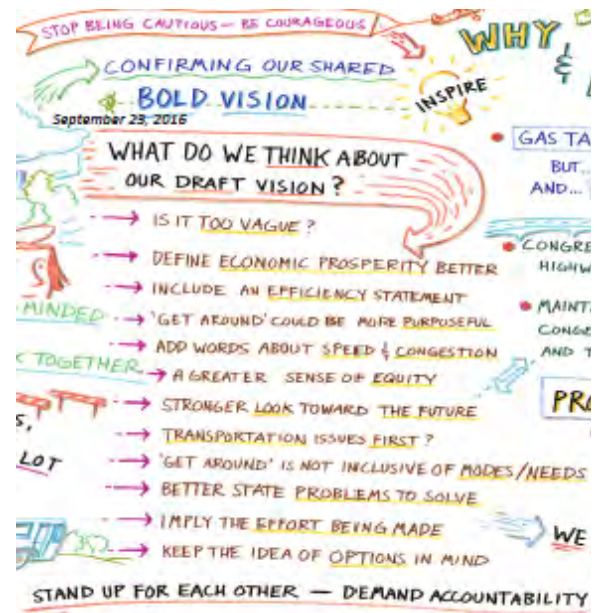 STOP BEING CAUTIOUS — BE COURAGEOUS
WHY
&
CONFIRMING OUR SHARED
BOLD VISION
INSPIRE
September 23, 2016
GAS TA
BUT...
AND...
WHAT DO WE THINK ABOUT
OUR DRAFT VISION?
IS IT TOO VAGUE?
DEFINE ECONOMIC PROSPERITY BETTER
INCLUDE AN EFFICIENCY STATEMENT
'GET AROUND' COULD BE MORE PURPOSEFUL
ADD WORDS ABOUT SPEED & CONGESTION
A GREATER SENSE OF EQUITY
STRONGER LOOK TOWARD THE FUTURE
TRANSPORTATION ISSUES FIRST?
'GET AROUND' IS NOT INCLUSIVE OF MODES/NEEDS
BETTER STATE PROBLEMS TO SOLVE
IMPLY THE EFFORT BEING MADE
KEEP THE IDEA OF OPTIONS IN MIND
MINDED
TOGETHER
S,
LOT
CONGRE
HIGHW
MAINT
CONGE
AND T
PRO
WE
STAND UP FOR EACH OTHER — DEMAND ACCOUNTABILITY